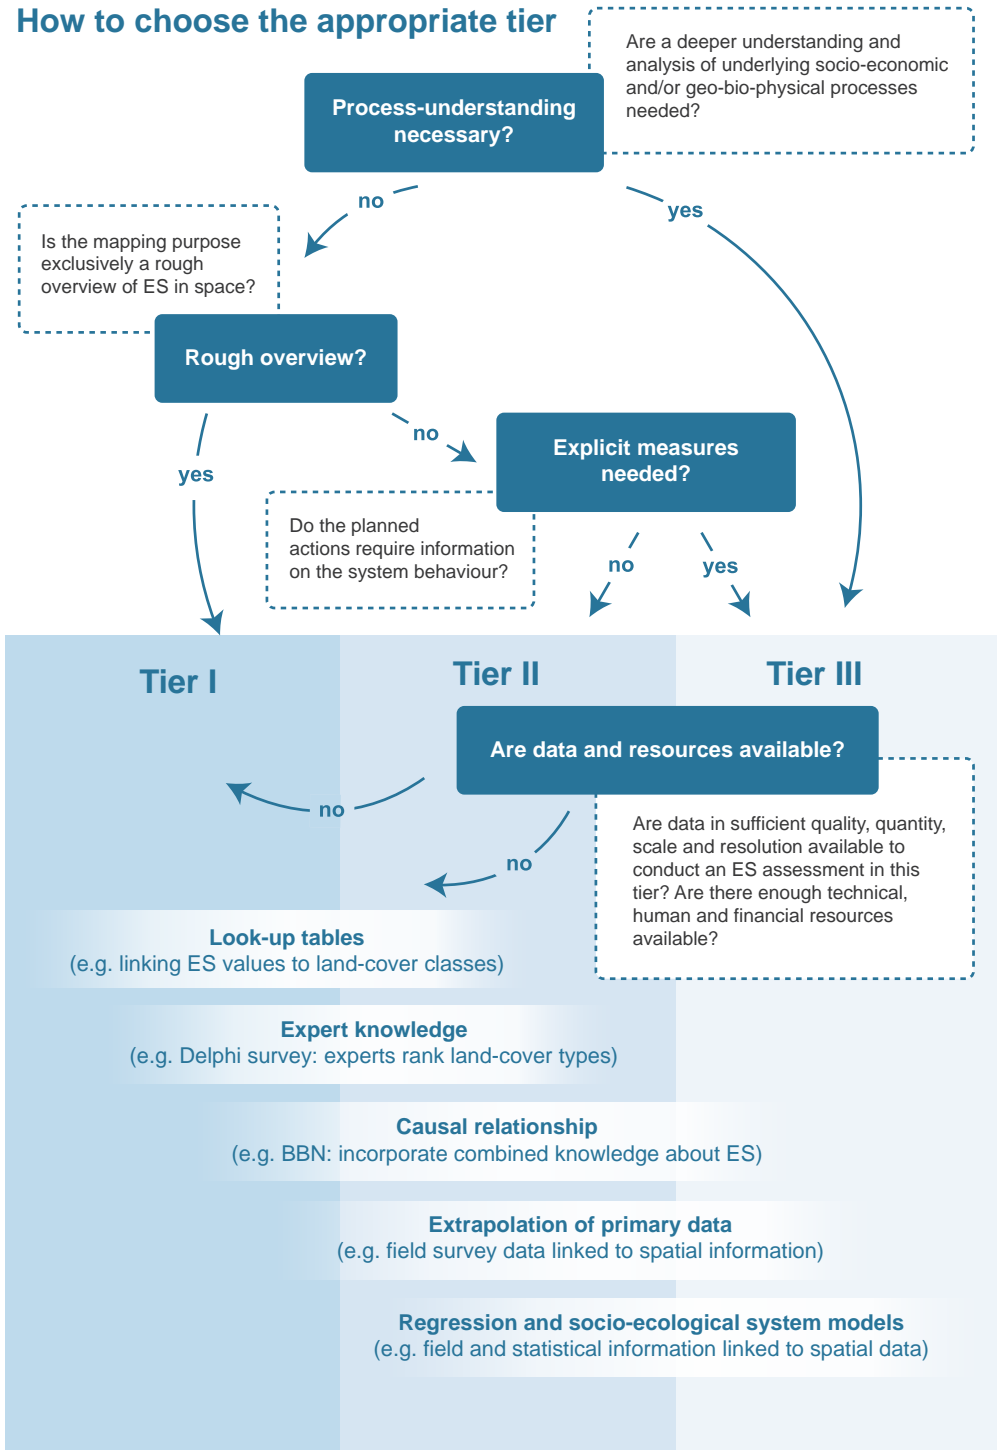 How to choose the appropriate tier
Are a deeper understanding and
analysis of underlying socio-economic
and/or geo-bio-physical processes
needed?
Process-understanding
necessary?
no
yes
Is the mapping purpose
exclusively a rough
overview of ES in space?
Rough overview?
no
yes
Explicit measures
needed?
Do the planned
actions require information
on the system behaviour?
no
yes
Tier I
Tier II
Tier III
Are data and resources available?
no
no
Are data in sufficient quality, quantity,
scale and resolution available to
conduct an ES assessment in this
tier? Are there enough technical,
human and financial resources
available?
Look-up tables
(e.g. linking ES values to land-cover classes)
Expert knowledge
(e.g. Delphi survey: experts rank land-cover types)
Causal relationship
(e.g. BBN: incorporate combined knowledge about ES)
Extrapolation of primary data
(e.g. field survey data linked to spatial information)
Regression and socio-ecological system models
(e.g. field and statistical information linked to spatial data)